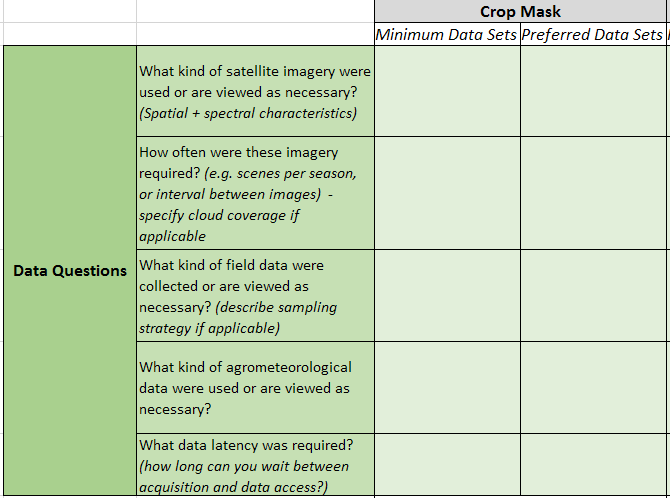 Crop Mask
Minimum Data Sets Preferred Data Sets
Data Questions
What kind of satellite imagery were
used or are viewed as necessary?
(Spatial + spectral characteristics)
How often were these imagery
required? (e.g. scenes per season,
or interval between images) -
specify cloud coverage if
applicable
What kind of field data were
collected or are viewed as
necessary? (describe sampling
strategy if applicable)
What kind of agrometeorological
data were used or are viewed as
necessary?
What data latency was required?
(how long can you wait between
acquisition and data access?)